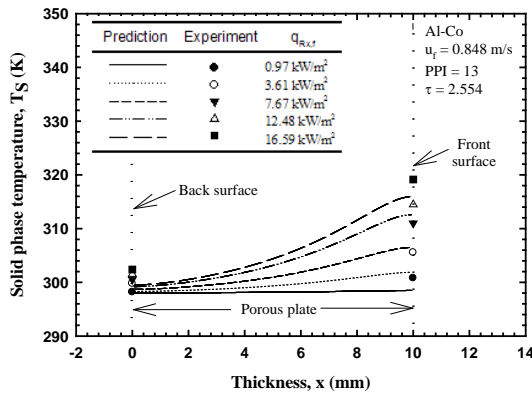 350
340
330
320
310
300
290
Solid phase temperature, T_S (K)
Prediction Experiment q_Rx,f
0.97 kW/m²
3.61 kW/m²
7.67 kW/m²
12.48 kW/m²
16.59 kW/m²
Al-Co
u_f = 0.848 m/s
PPI = 13
τ = 2.554
Front
surface
Back surface
Porous plate
-2 0 2 4 6 8 10 12 14
Thickness, x (mm)